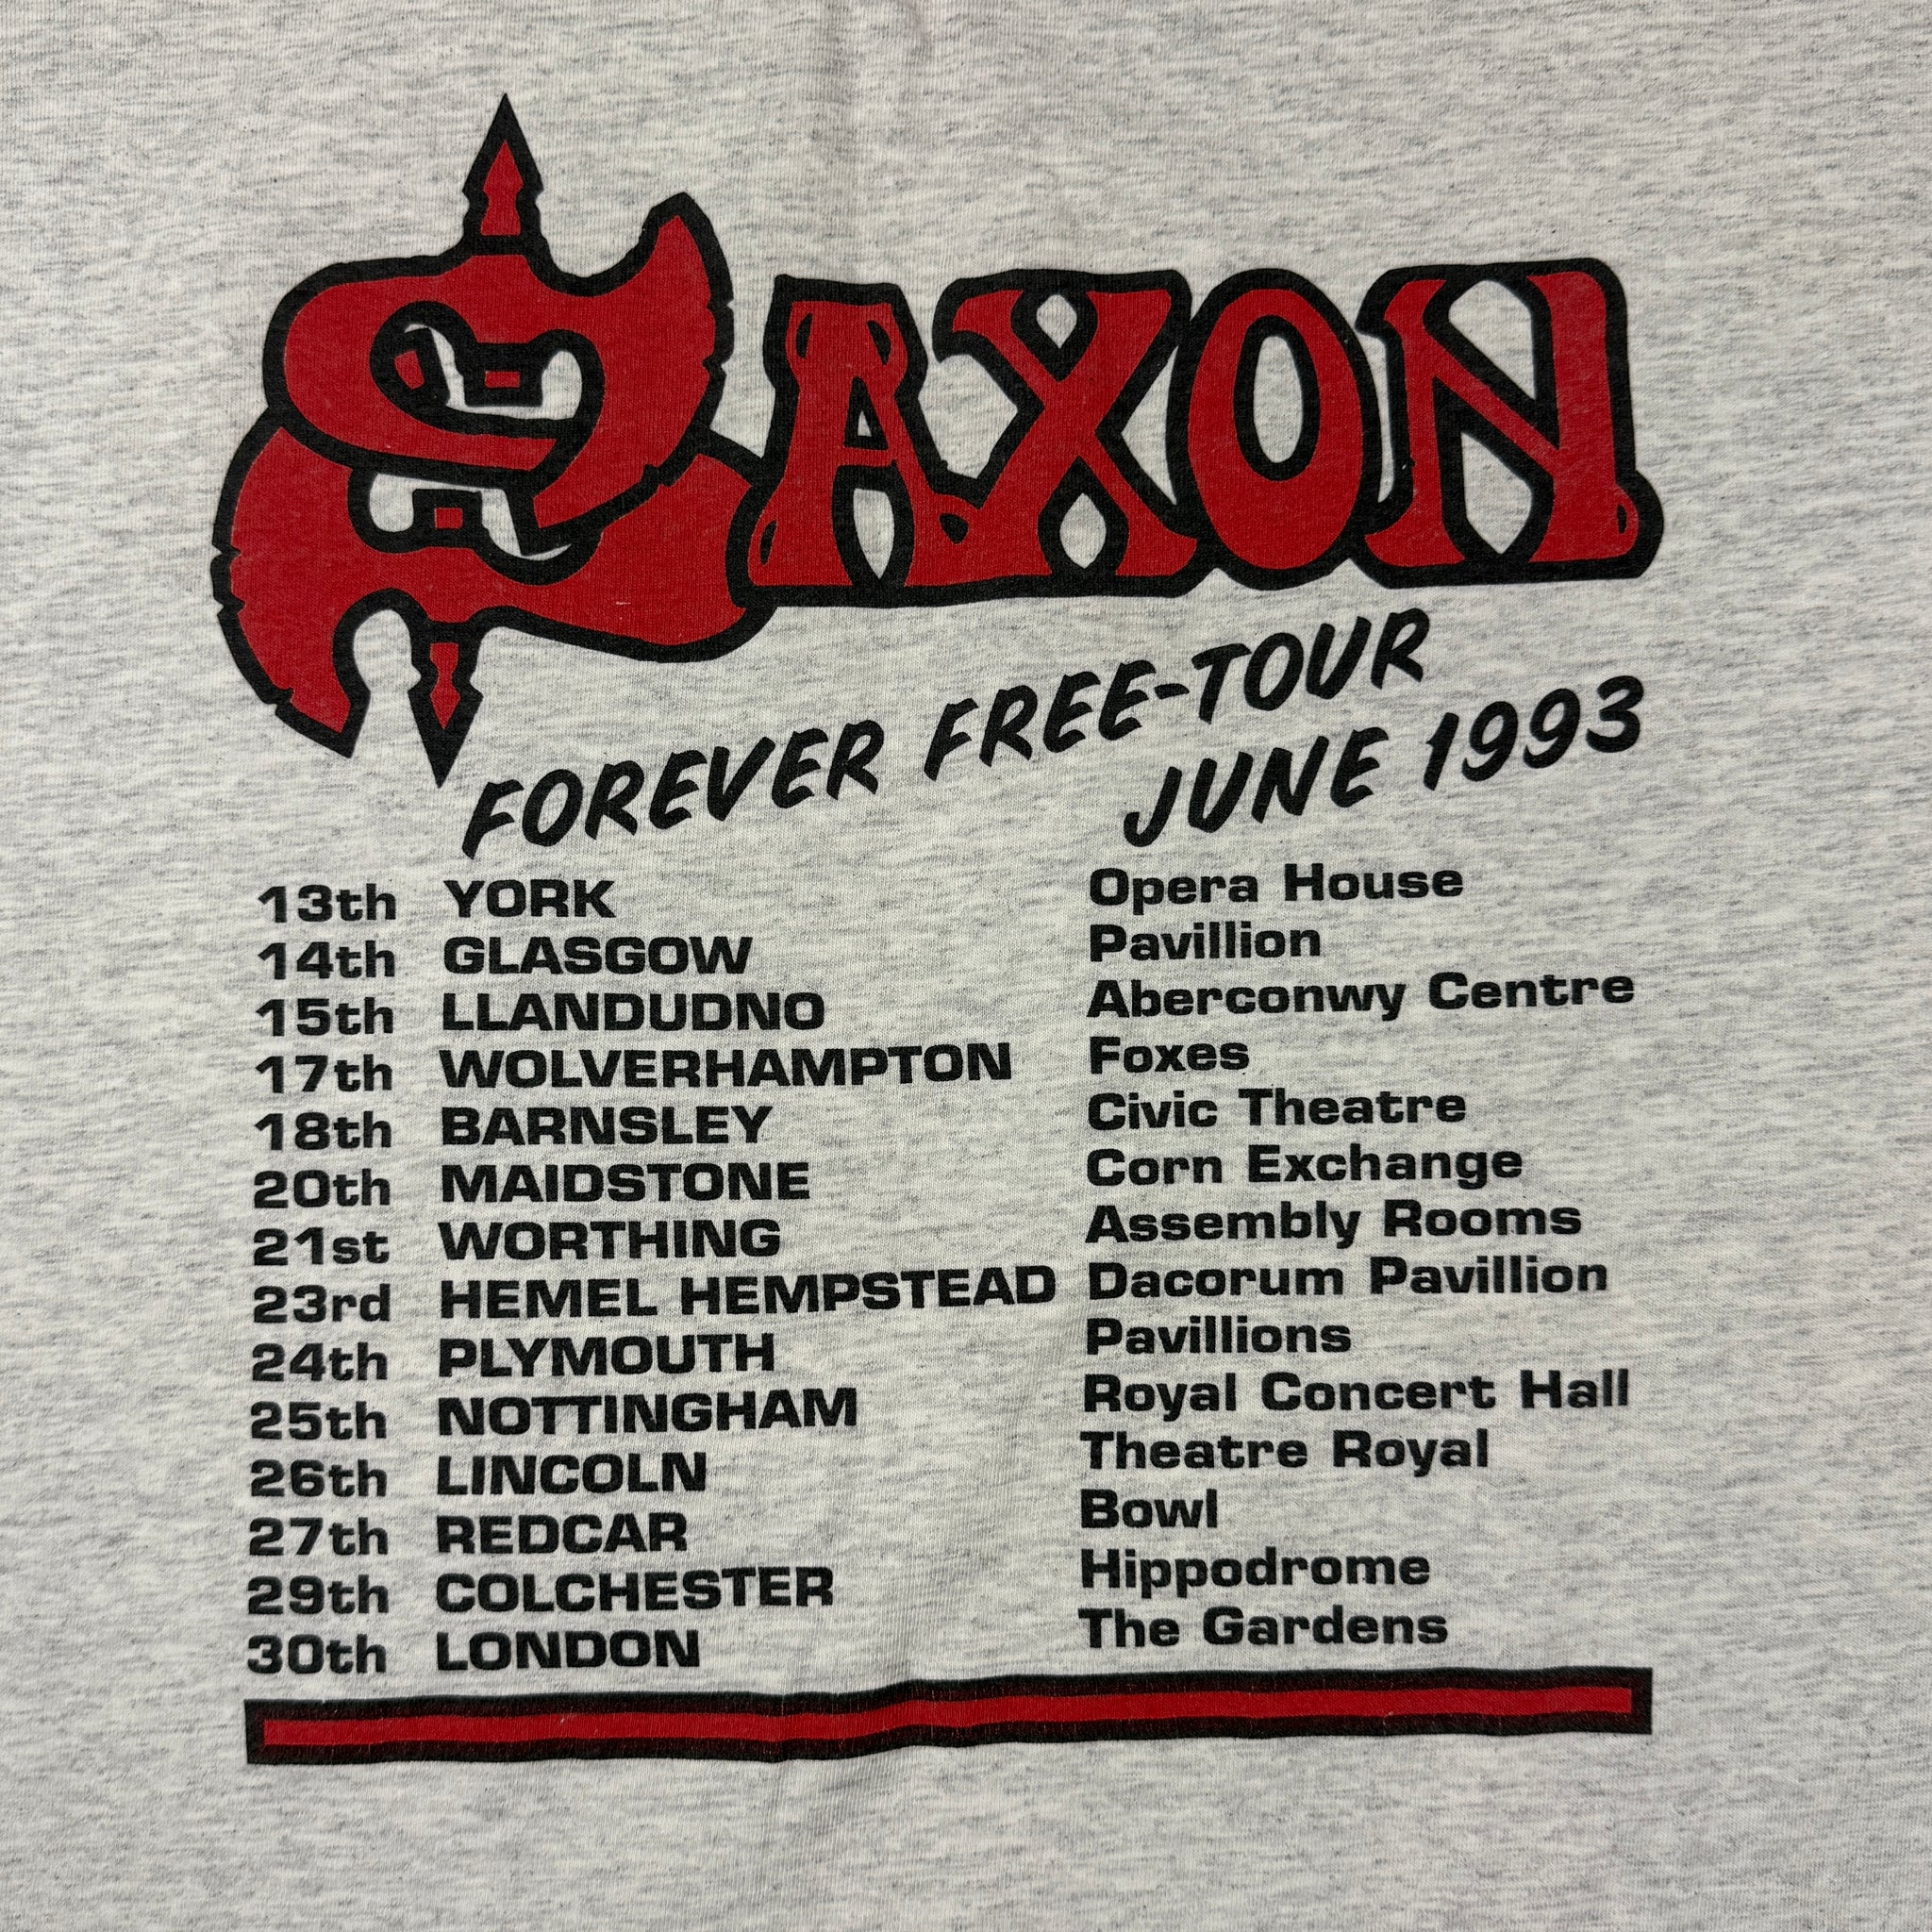 SAXON
FOREVER FREE-TOUR
JUNE 1993
13th YORK Opera House
14th GLASGOW Pavillion
15th LLANDUDNO Aberconwy Centre
17th WOLVERHAMPTON Foxes
18th BARNSLEY Civic Theatre
20th MAIDSTONE Corn Exchange
21st WORTHING Assembly Rooms
23rd HEMEL HEMPSTEAD Dacorum Pavillion
24th PLYMOUTH Pavillions
25th NOTTINGHAM Royal Concert Hall
26th LINCOLN Theatre Royal
27th REDCAR Bowl
29th COLCHESTER Hippodrome
30th LONDON The Gardens